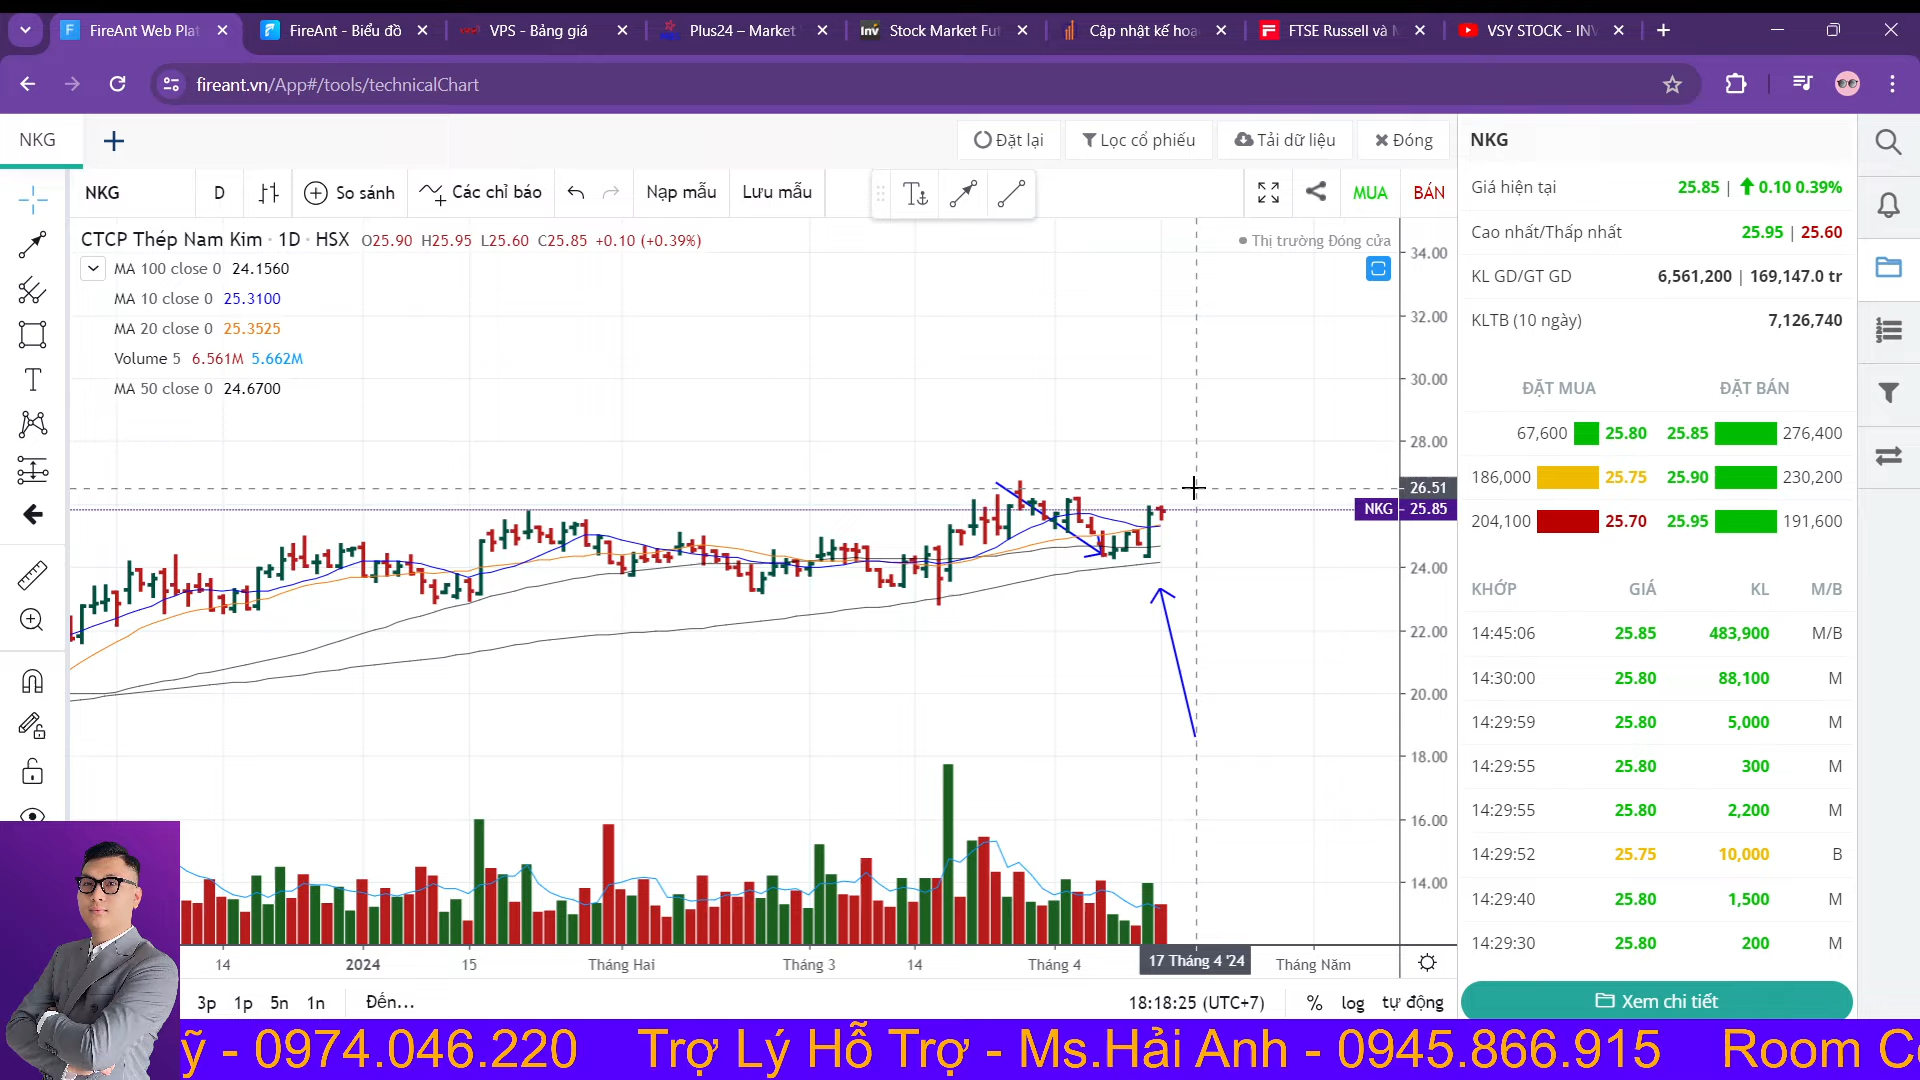 FireAnt Web Plat
FireAnt - Biểu đồ
VPS - Bảng giá
Plus24 – Market
Stock Market Fut
Cập nhật kế hoạ
FTSE Russell và
VSY STOCK - INV
fireant.vn/App#/tools/technicalChart
NKG
Đặt lại
Lọc cổ phiếu
Tải dữ liệu
Đóng
NKG
NKG D So sánh Các chỉ báo Nạp mẫu Lưu mẫu MUA BÁN
CTCP Thép Nam Kim · 1D · HSX O25.90 H25.95 L25.60 C25.85 +0.10 (+0.39%)
Thị trường Đóng cửa
MA 100 close 0 24.1560
MA 10 close 0 25.3100
MA 20 close 0 25.3525
Volume 5 6.561M 5.662M
MA 50 close 0 24.6700
34.00
32.00
30.00
28.00
26.51
NKG 25.85
24.00
22.00
20.00
18.00
16.00
14.00
14 2024 15 Tháng Hai Tháng 3 14 Tháng 4 17 Tháng 4 '24 Tháng Năm
3p 1p 5n 1n Đến... 18:18:25 (UTC+7) % log tự động
Giá hiện tại 25.85 | 0.10 0.39%
Cao nhất/Thấp nhất 25.95 | 25.60
KL GD/GT GD 6,561,200 | 169,147.0 tr
KLTB (10 ngày) 7,126,740
ĐẶT MUA ĐẶT BÁN
67,600 25.80 25.85 276,400
186,000 25.75 25.90 230,200
204,100 25.70 25.95 191,600
KHỚP GIÁ KL M/B
14:45:06 25.85 483,900 M/B
14:30:00 25.80 88,100 M
14:29:59 25.80 5,000 M
14:29:55 25.80 300 M
14:29:55 25.80 2,200 M
14:29:52 25.75 10,000 B
14:29:40 25.80 1,500 M
14:29:30 25.80 200 M
Xem chi tiết
ỹ - 0974.046.220 Trợ Lý Hỗ Trợ - Ms.Hải Anh - 0945.866.915 Room C